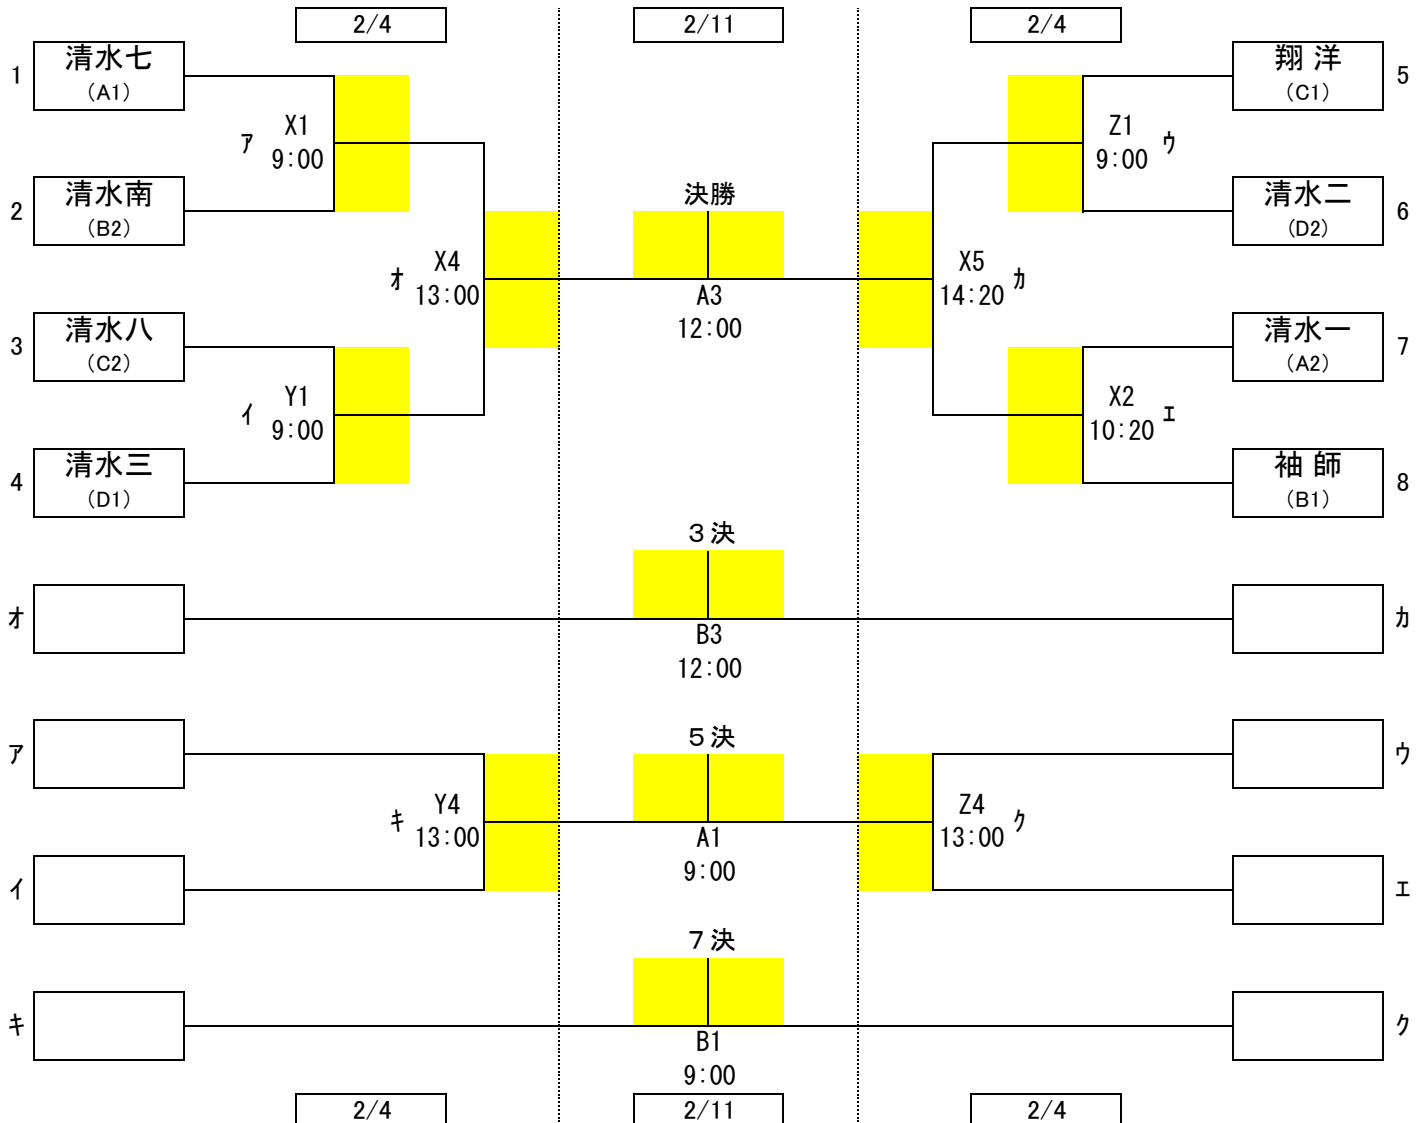 2/4
2/11
2/4
1
清水七
(A1)
翔 洋
(C1)
5
ｱ
X1
9:00
Z1
9:00
ｳ
2
清水南
(B2)
決勝
清水二
(D2)
6
ｵ
X4
13:00
A3
12:00
X5
14:20
ｶ
3
清水八
(C2)
清水一
(A2)
7
ｲ
Y1
9:00
X2
10:20
ｴ
4
清水三
(D1)
袖 師
(B1)
8
３決
ｵ
ｶ
B3
12:00
ｱ
５決
ｳ
ｷ
Y4
13:00
A1
9:00
Z4
13:00
ｸ
ｲ
ｴ
７決
ｷ
ｸ
B1
9:00
2/4
2/11
2/4